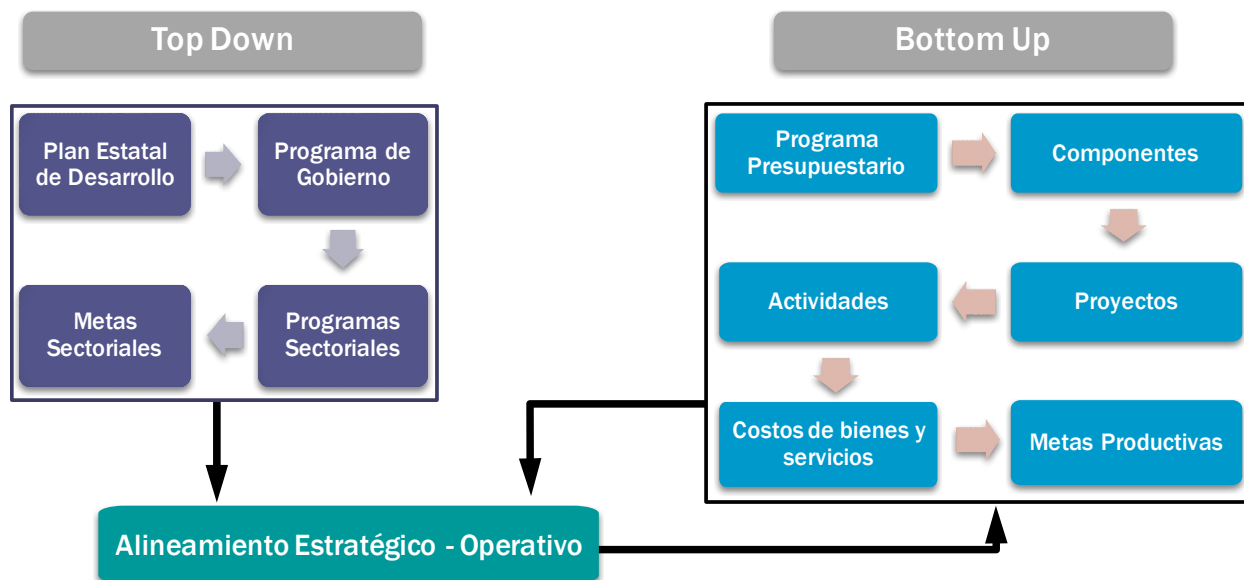 Top Down
Bottom Up
Plan Estatal
de Desarrollo
Programa de
Gobierno
Metas
Sectoriales
Programas
Sectoriales
Programa
Presupuestario
Componentes
Actividades
Proyectos
Costos de bienes y
servicios
Metas Productivas
Alineamiento Estratégico - Operativo